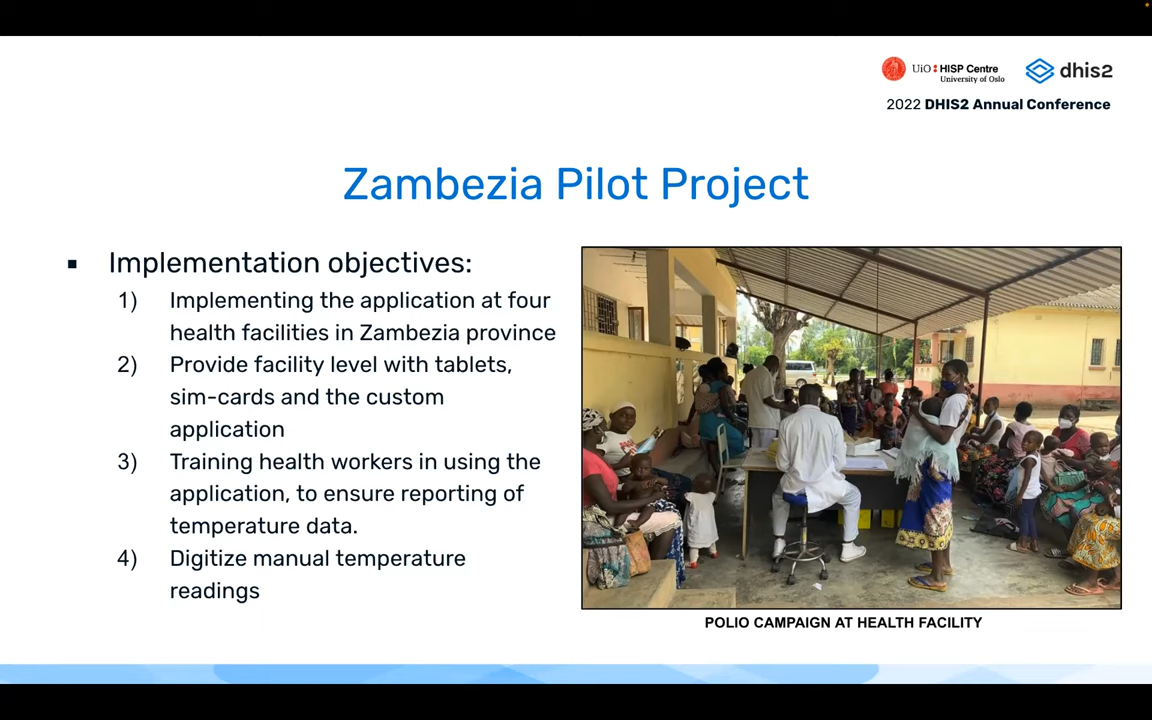 UiO HISP Centre
University of Oslo
dhis2
2022 DHIS2 Annual Conference
Zambezia Pilot Project
▪ Implementation objectives:
1) Implementing the application at four
health facilities in Zambezia province
2) Provide facility level with tablets,
sim-cards and the custom
application
3) Training health workers in using the
application, to ensure reporting of
temperature data.
4) Digitize manual temperature
readings
POLIO CAMPAIGN AT HEALTH FACILITY